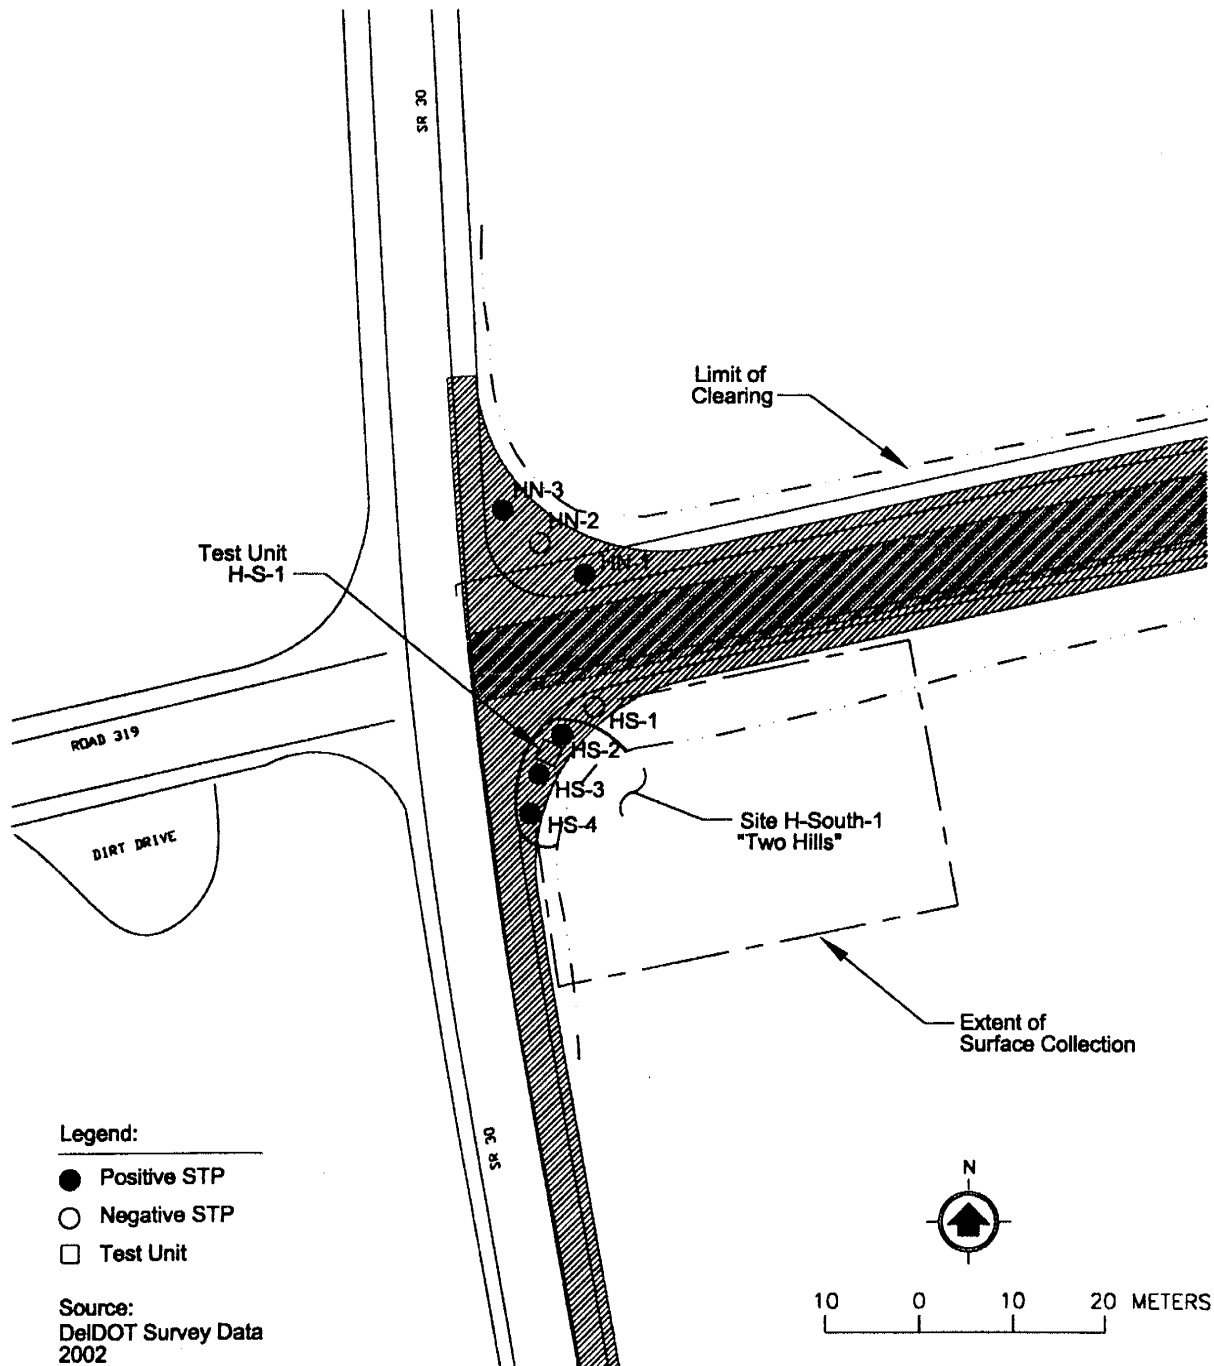 SR 30
Limit of
Clearing
HN-3
HN-2
HN-1
Test Unit
H-S-1
HS-1
ROAD 319
HS-2
HS-3
HS-4
Site H-South-1
"Two Hills"
DIRT DRIVE
Extent of
Surface Collection
SR 30
Legend:
Positive STP
Negative STP
Test Unit
N
Source:
DelDOT Survey Data
2002
10 0 10 20 METERS